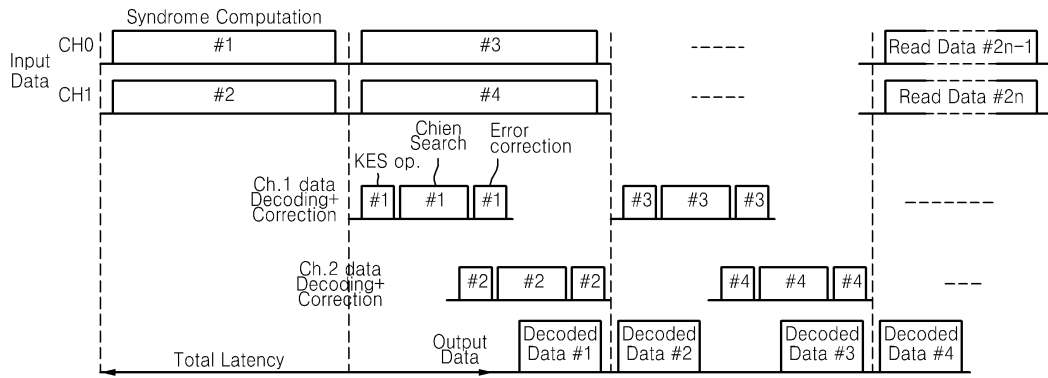 Syndrome Computation
Input
Data
CH0
#1
#3
Read Data #2n-1
CH1
#2
#4
Read Data #2n
Chien
Search
Error
correction
KES op.
Ch.1 data
Decoding+
Correction
#1
#1
#1
#3
#3
#3
Ch.2 data
Decoding+
Correction
#2
#2
#2
#4
#4
#4
Output
Data
Decoded
Data #1
Decoded
Data #2
Decoded
Data #3
Decoded
Data #4
Total Latency